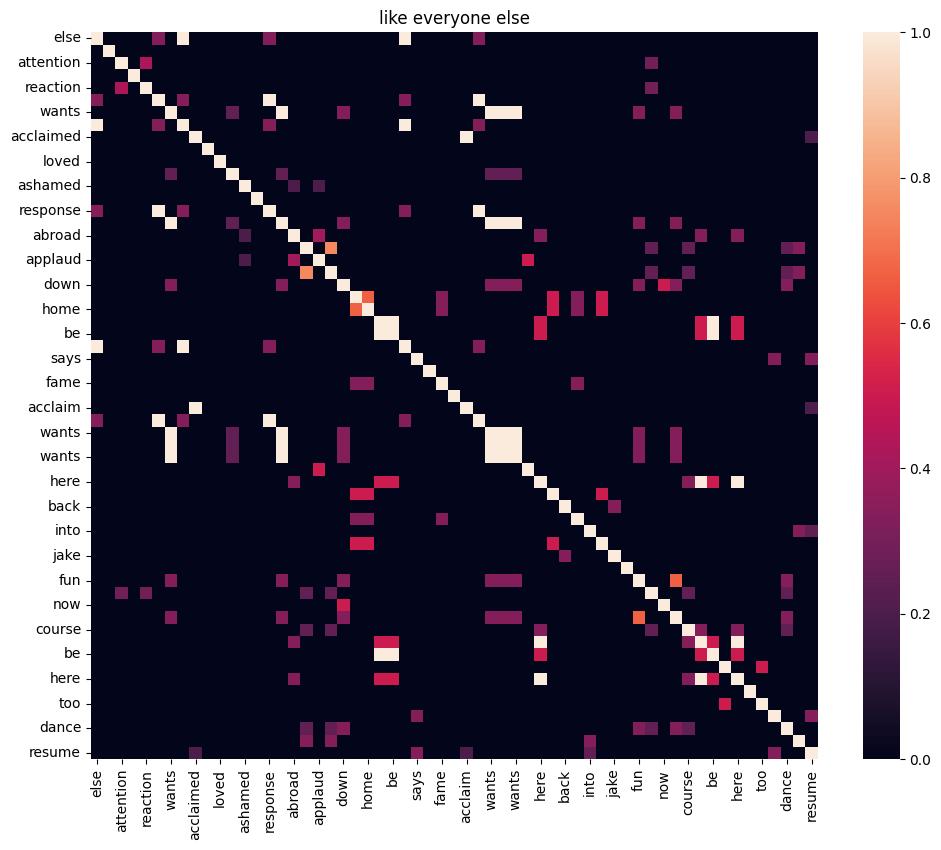 like everyone else
else
attention
reaction
wants
acclaimed
loved
ashamed
response
abroad
applaud
down
home
be
says
fame
acclaim
wants
wants
here
back
into
jake
fun
now
course
be
here
too
dance
resume
1.0
0.8
0.6
0.4
0.2
0.0
else
attention
reaction
wants
acclaimed
loved
ashamed
response
abroad
applaud
down
home
be
says
fame
acclaim
wants
wants
here
back
into
jake
fun
now
course
be
here
too
dance
resume